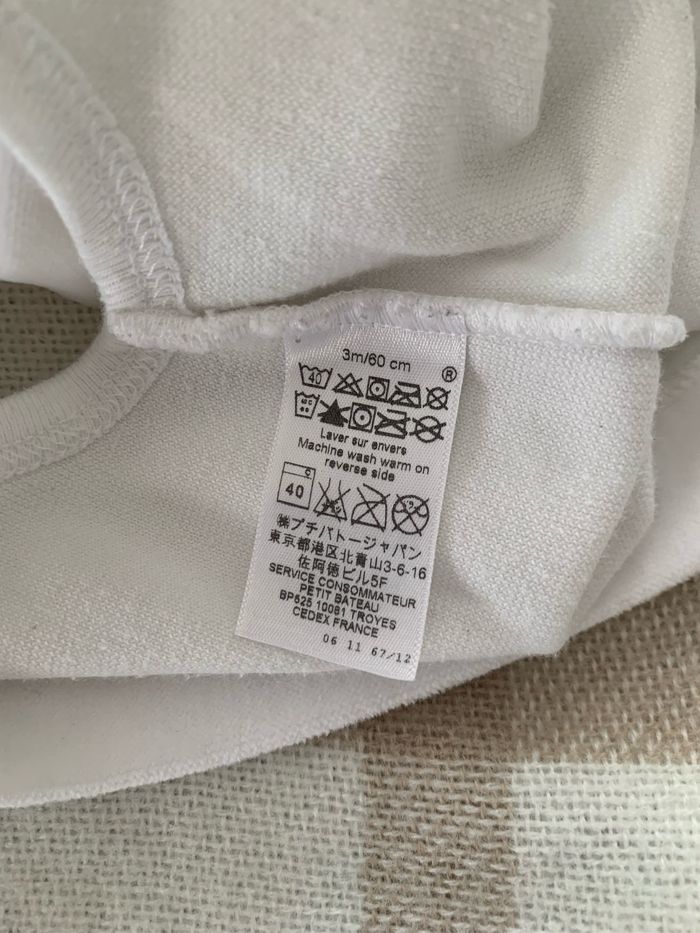 3m/60 cm
®
40
Laver sur envers
Machine wash warm on
reverse side
40
㈱プチバトージャパン
東京都港区北青山3-6-16
佐阿徳ビル5F
SERVICE CONSOMMATEUR
PETIT BATEAU
BP525 10081 TROYES
CEDEX FRANCE
06 11 67/12